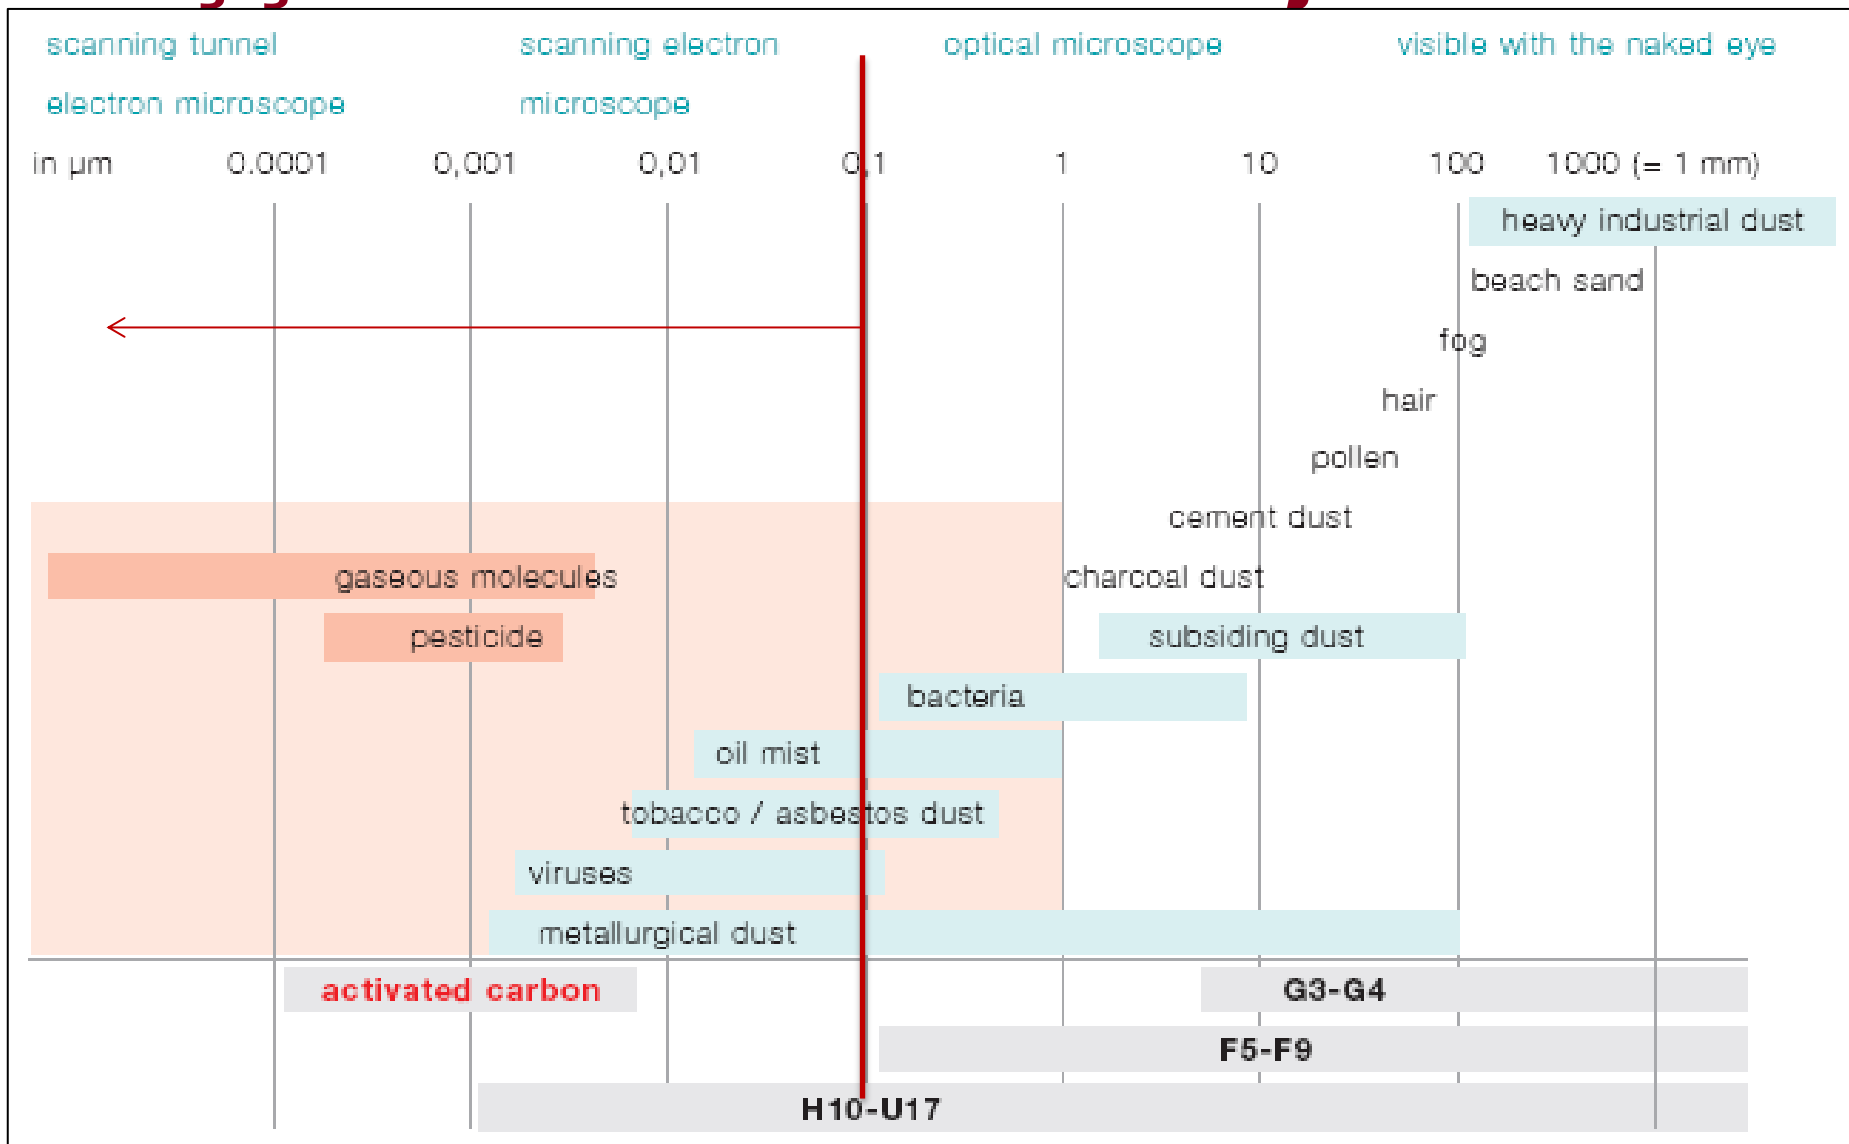 scanning tunnel scanning electron optical microscope visible with the naked eye
electron microscope microscope
in µm 0.0001 0,001 0,01 0,1 1 10 100 1000 (= 1 mm)
heavy industrial dust
beach sand
fog
hair
pollen
cement dust
gaseous molecules charcoal dust
pesticide subsiding dust
bacteria
oil mist
tobacco / asbestos dust
viruses
metallurgical dust
activated carbon G3-G4
F5-F9
H10-U17